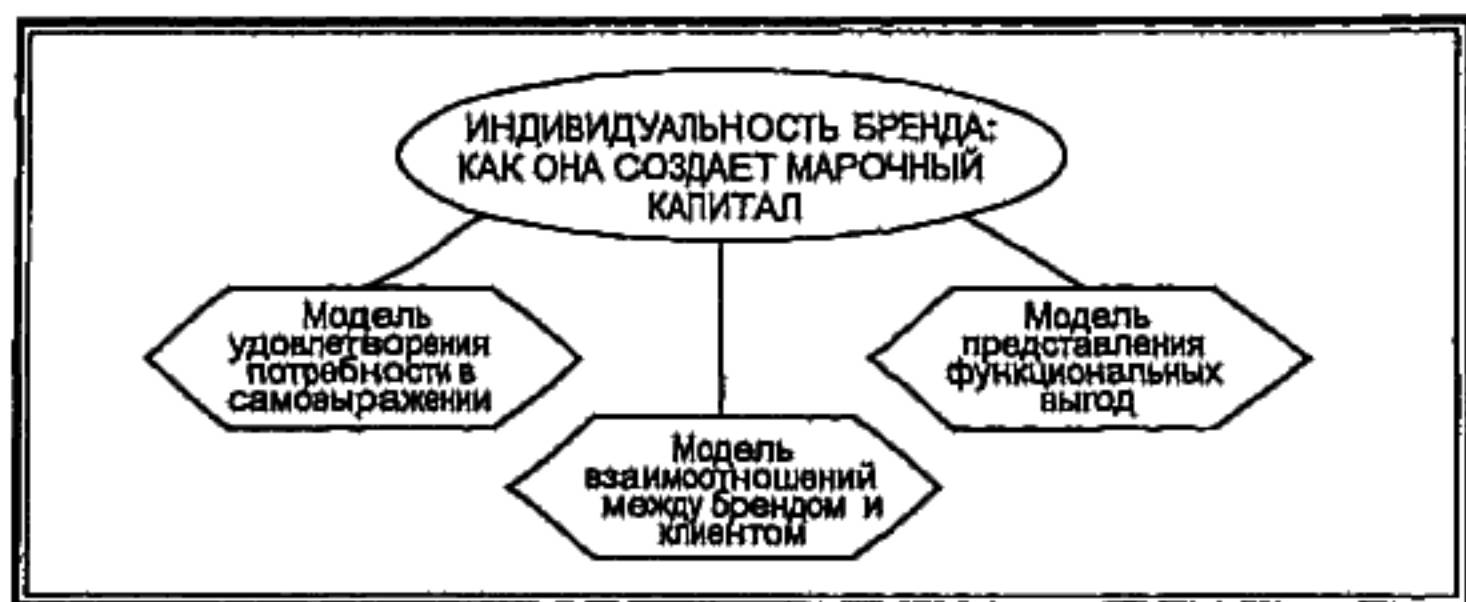 ИНДИВИДУАЛЬНОСТЬ БРЕНДА:
КАК ОНА СОЗДАЕТ МАРОЧНЫЙ
КАПИТАЛ
Модель
удовлетворения
потребности в
самовыражении
Модель
взаимоотношений
между брендом и
клиентом
Модель
представления
функциональных
выгод